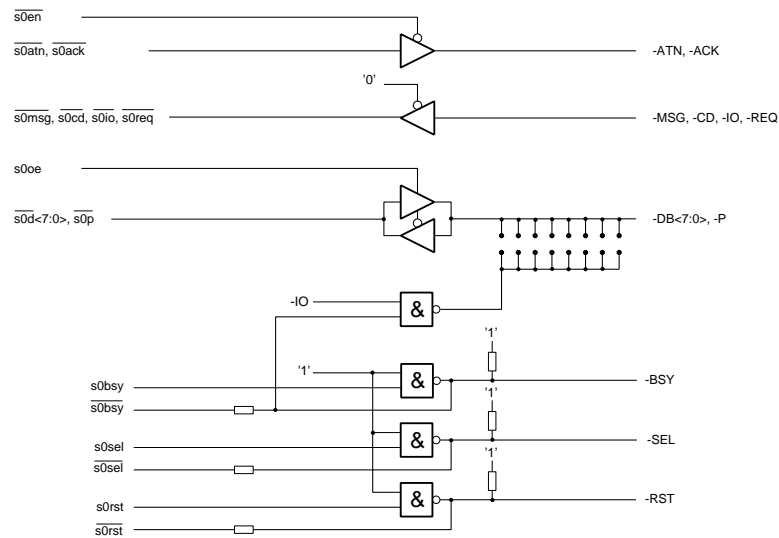 s0en
s0atn, s0ack -ATN, -ACK
'0'
s0msg, s0cd, s0io, s0req -MSG, -CD, -IO, -REQ
s0oe
s0d<7:0>, s0p -DB<7:0>, -P
-IO &
'1'
'1' &
s0bsy -BSY
s0bsy '1'
&
s0sel -SEL
s0sel '1'
&
s0rst -RST
s0rst